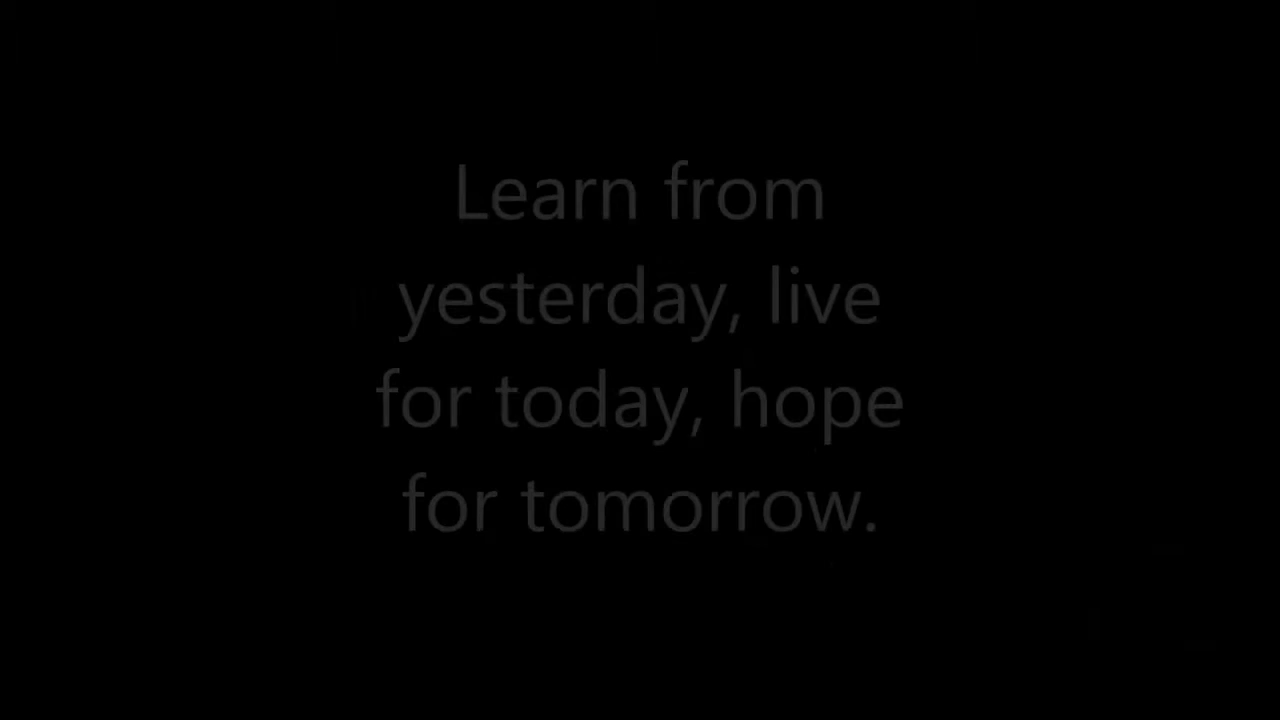 Learn from
yesterday, live
for today, hope
for tomorrow.